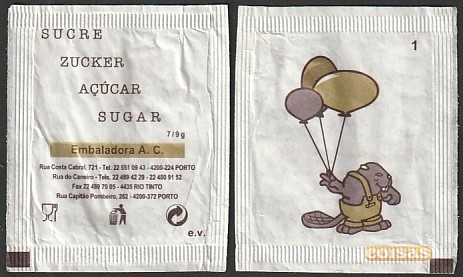 SUCRE
ZUCKER
AÇÚCAR
SUGAR
7/9g
Embaladora A. C.
Rua Costa Cabral, 721 - Tel. 22 551 09 43 - 4200-224 PORTO
Rua do Caneiro - Tels. 22 489 42 29 - 22 480 91 52
Fax 22 489 79 05 - 4435 RIO TINTO
Rua Capitão Pombeiro, 262 - 4200-372 PORTO
e.v.
1
coisas